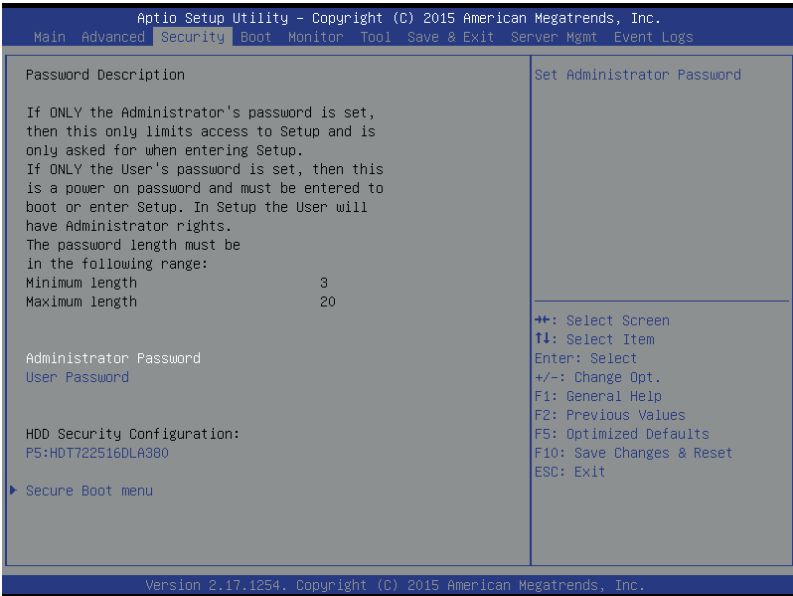 Aptio Setup Utility – Copyright (C) 2015 American Megatrends, Inc.
Main Advanced Security Boot Monitor Tool Save & Exit Server Mgmt Event Logs
Password Description
If ONLY the Administrator's password is set,
then this only limits access to Setup and is
only asked for when entering Setup.
If ONLY the User's password is set, then this
is a power on password and must be entered to
boot or enter Setup. In Setup the User will
have Administrator rights.
The password length must be
in the following range:
Minimum length 3
Maximum length 20
Administrator Password
User Password
HDD Security Configuration:
P5:HDT722516DLA380
Secure Boot menu
Set Administrator Password
→←: Select Screen
↑↓: Select Item
Enter: Select
+/-: Change Opt.
F1: General Help
F2: Previous Values
F5: Optimized Defaults
F10: Save Changes & Reset
ESC: Exit
Version 2.17.1254. Copyright (C) 2015 American Megatrends, Inc.